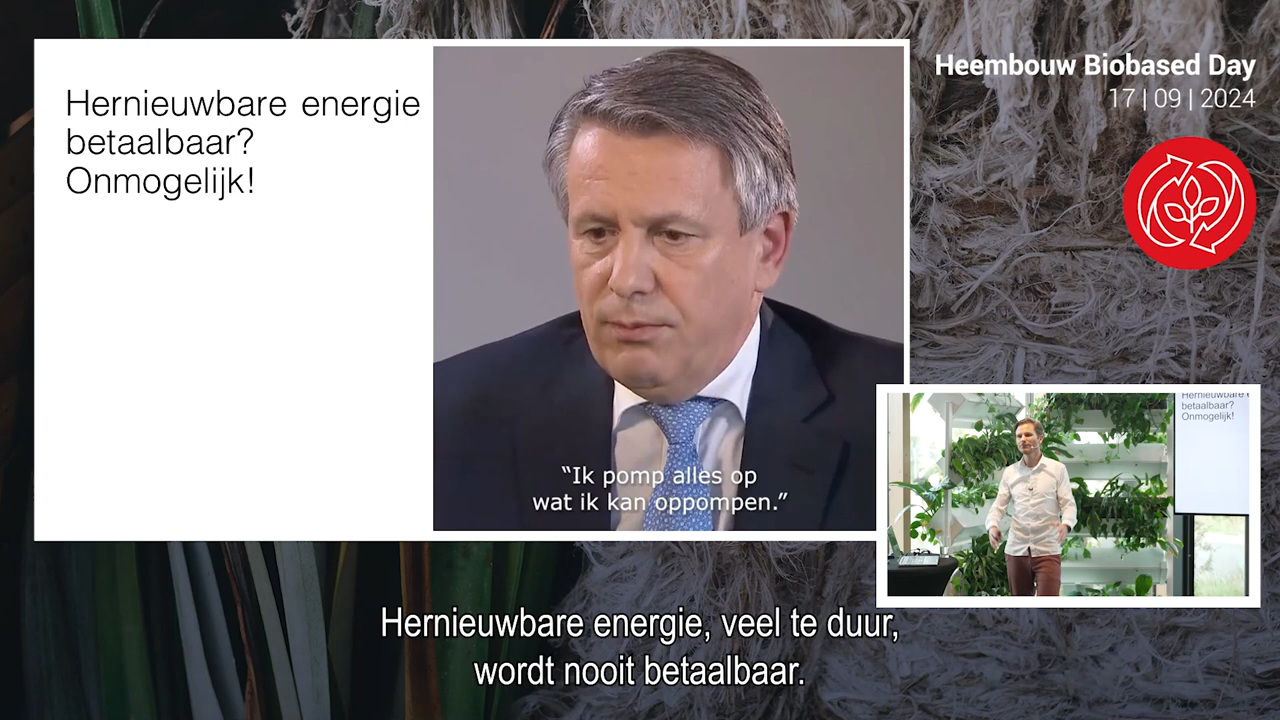 Hernieuwbare energie
betaalbaar?
Onmogelijk!
“Ik pomp alles op
wat ik kan oppompen.”
Heembouw Biobased Day
17 | 09 | 2024
Hernieuwbare e
betaalbaar?
Onmogelijk!
Hernieuwbare energie, veel te duur,
wordt nooit betaalbaar.